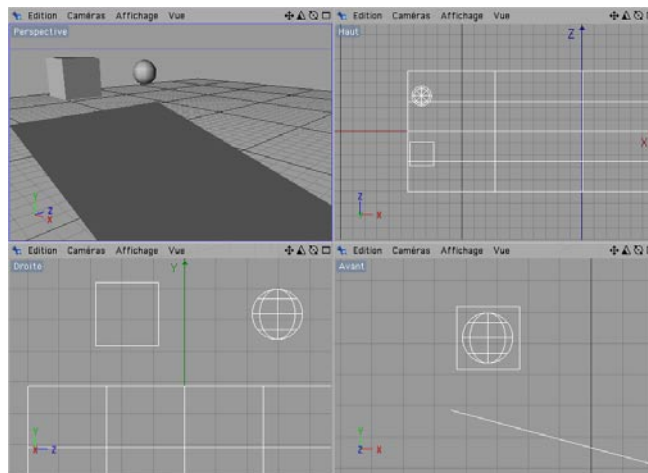 Edition Caméras Affichage Vue
Perspective
Y
Z
X
Edition Caméras Affichage Vue
Haut
Z
X
Z
Y X
Edition Caméras Affichage Vue
Droite
Y
Y
X Z
Edition Caméras Affichage Vue
Avant
Y
Z X